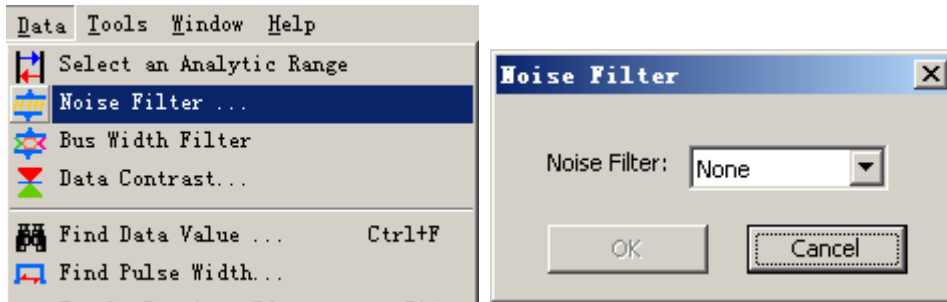 Data Tools Window Help
Select an Analytic Range
Noise Filter ...
Bus Width Filter
Data Contrast...
Find Data Value ... Ctrl+F
Find Pulse Width...
Noise Filter
Noise Filter: None
OK Cancel